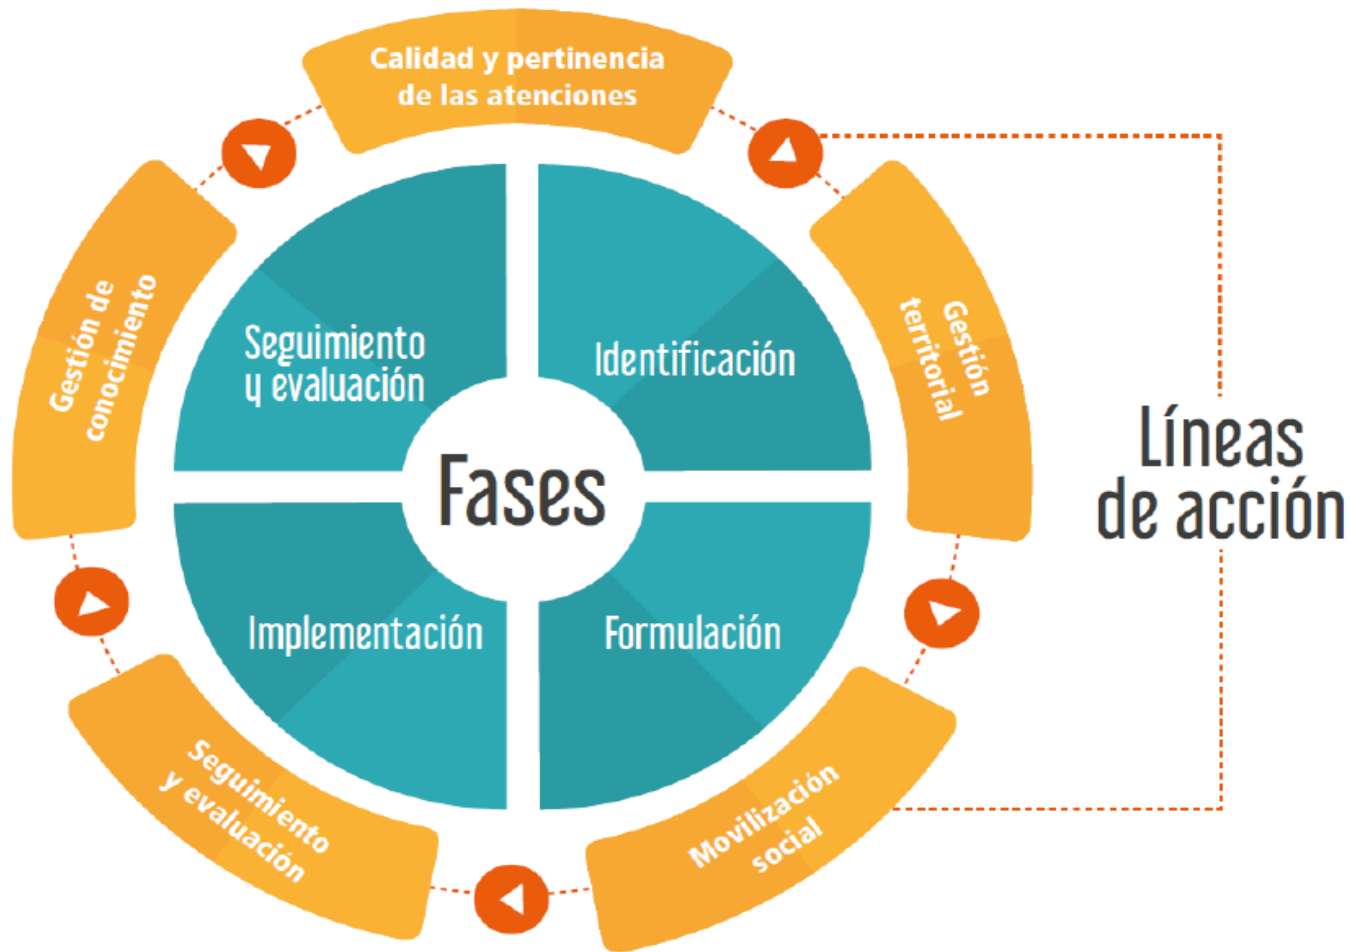 Calidad y pertinencia
de las atenciones
Gestión
territorial
Movilización
social
Seguimiento
y evaluación
Gestión de
conocimiento
Seguimiento
y evaluación
Identificación
Fases
Implementación
Formulación
Líneas
de acción